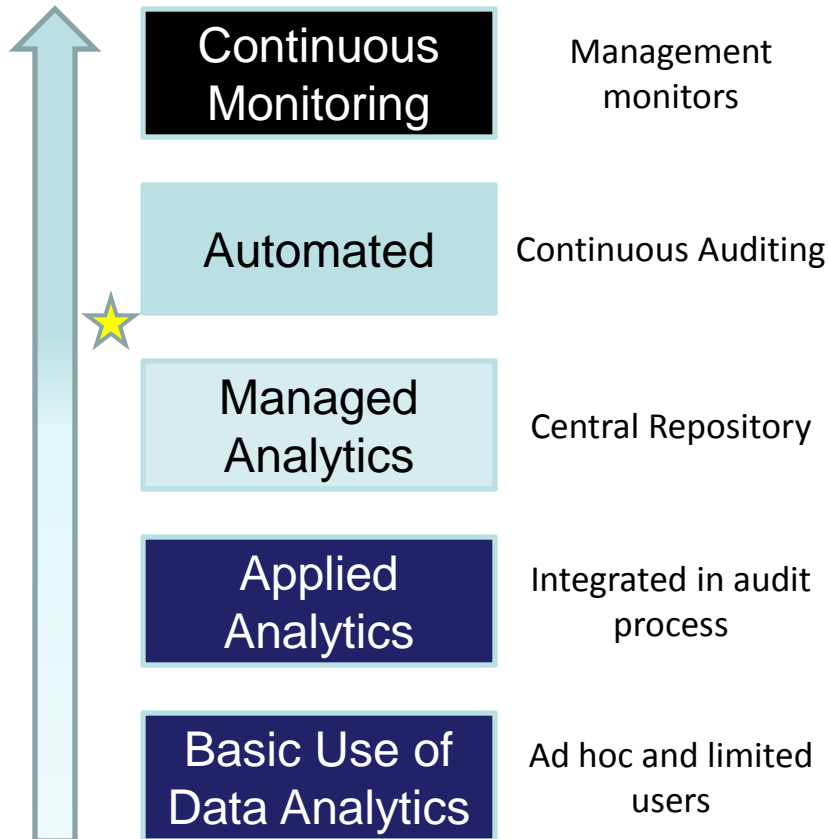 Continuous
Monitoring
Management
monitors
Automated
Continuous Auditing
Managed
Analytics
Central Repository
Applied
Analytics
Integrated in audit
process
Basic Use of
Data Analytics
Ad hoc and limited
users